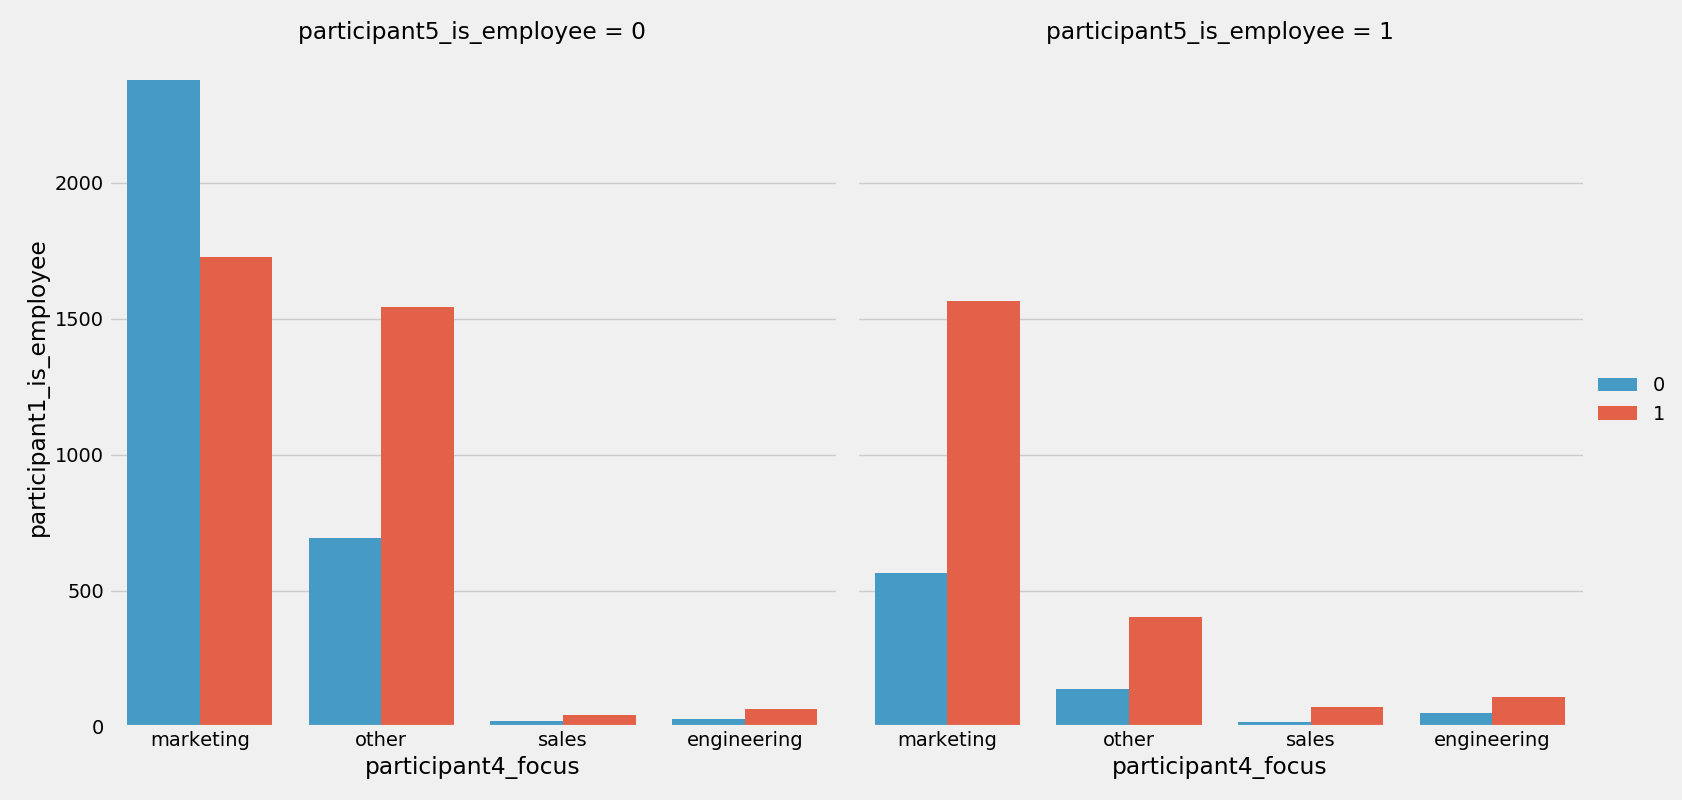 participant5_is_employee = 0
participant5_is_employee = 1
participant1_is_employee
2000
1500
1000
500
0
marketing other sales engineering
marketing other sales engineering
participant4_focus
participant4_focus
0
1